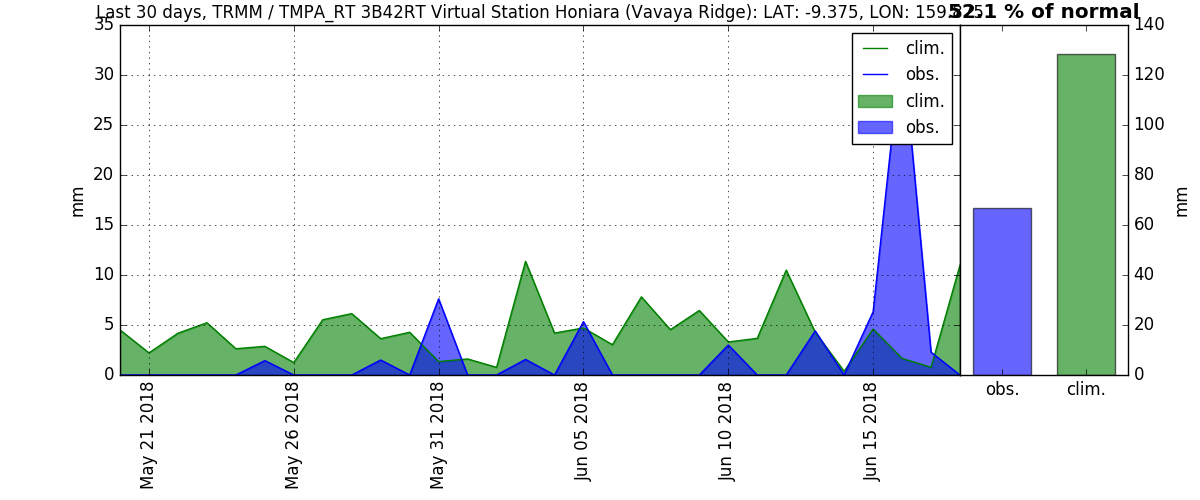 Last 30 days, TRMM / TMPA_RT 3B42RT Virtual Station Honiara (Vavaya Ridge): LAT: -9.375, LON:
52.1 % of normal
35
30
25
20
15
10
5
0
mm
clim.
obs.
clim.
obs.
May 21 2018
May 26 2018
May 31 2018
Jun 05 2018
Jun 10 2018
Jun 15 2018
140
120
100
80
60
40
20
0
mm
obs.
clim.